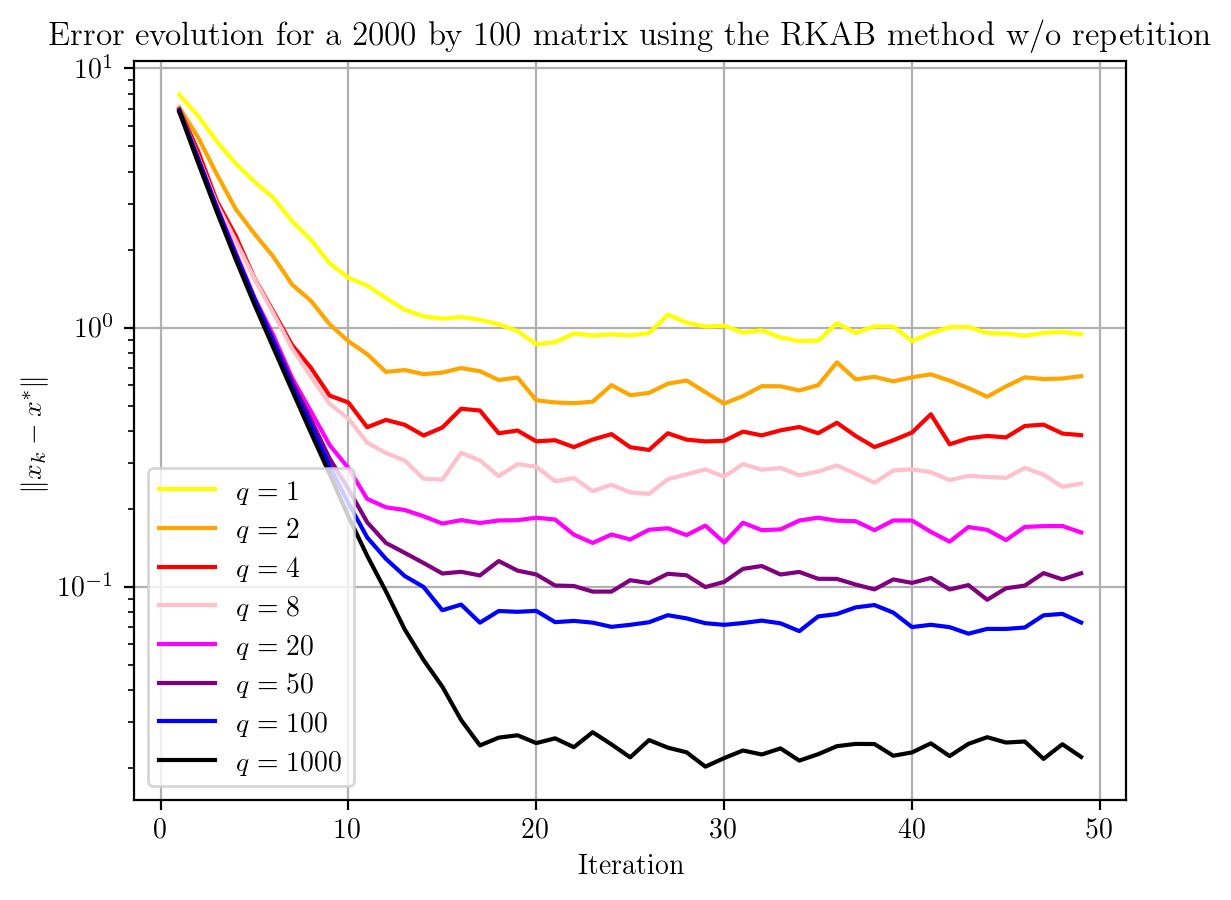 Error evolution for a 2000 by 100 matrix using the RKAB method w/o repetition
10^1
10^0
10^{-1}
‖x_k − x^*‖
q = 1
q = 2
q = 4
q = 8
q = 20
q = 50
q = 100
q = 1000
0 10 20 30 40 50
Iteration